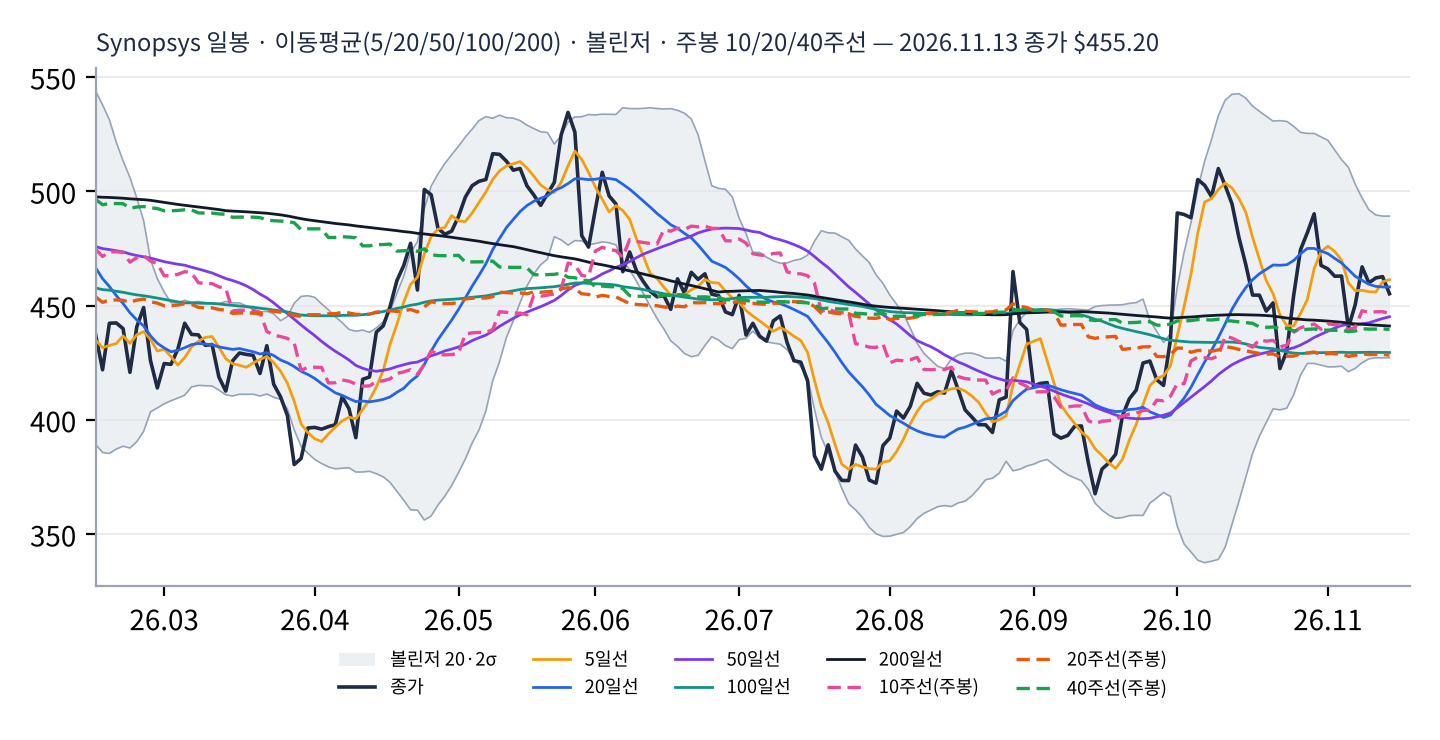 Synopsys 일봉 · 이동평균(5/20/50/100/200) · 볼린저 · 주봉 10/20/40주선 — 2026.11.13 종가 $455.20
550
500
450
400
350
26.03 26.04 26.05 26.06 26.07 26.08 26.09 26.10 26.11
볼린저 20·2σ 5일선 50일선 200일선 20주선(주봉)
종가 20일선 100일선 10주선(주봉) 40주선(주봉)